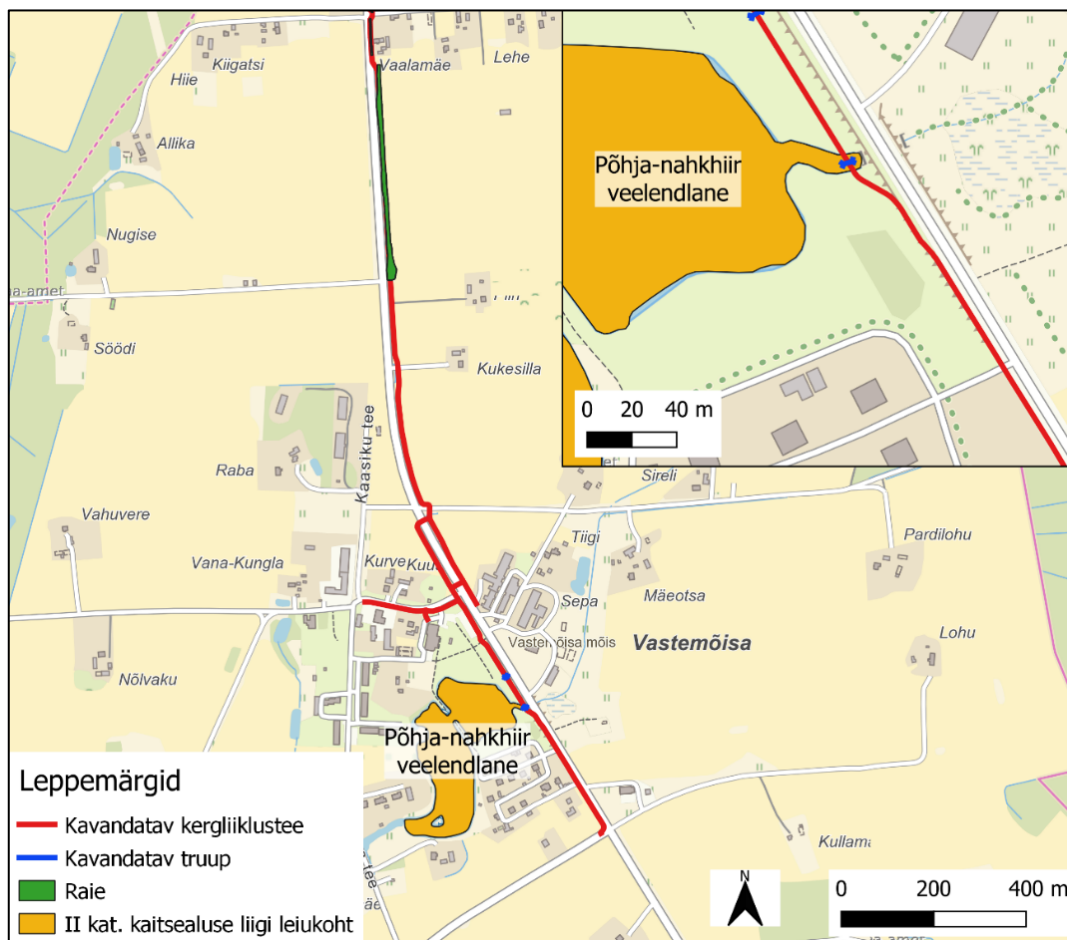 Kiigatsi
Hiie
Vaalamäe
Lehe
Allika
Nugise
Söödi
Kukesilla
Kaasiku tee
Raba
Vahuvere
Vana-Kungla
Kurve
Sireli
Tiigi
Pardilohu
Sepa
Mäeotsa
Vastemõisa mõis
Vastemõisa
Lohu
Nõlvaku
Põhja-nahkhiir
veelendlane
Põhja-nahkhiir
veelendlane
0 20 40 m
Kullama
Leppemärgid
Kavandatav kergliiklustee
Kavandatav truup
Raie
II kat. kaitsealuse liigi leiukoht
N
0 200 400 m